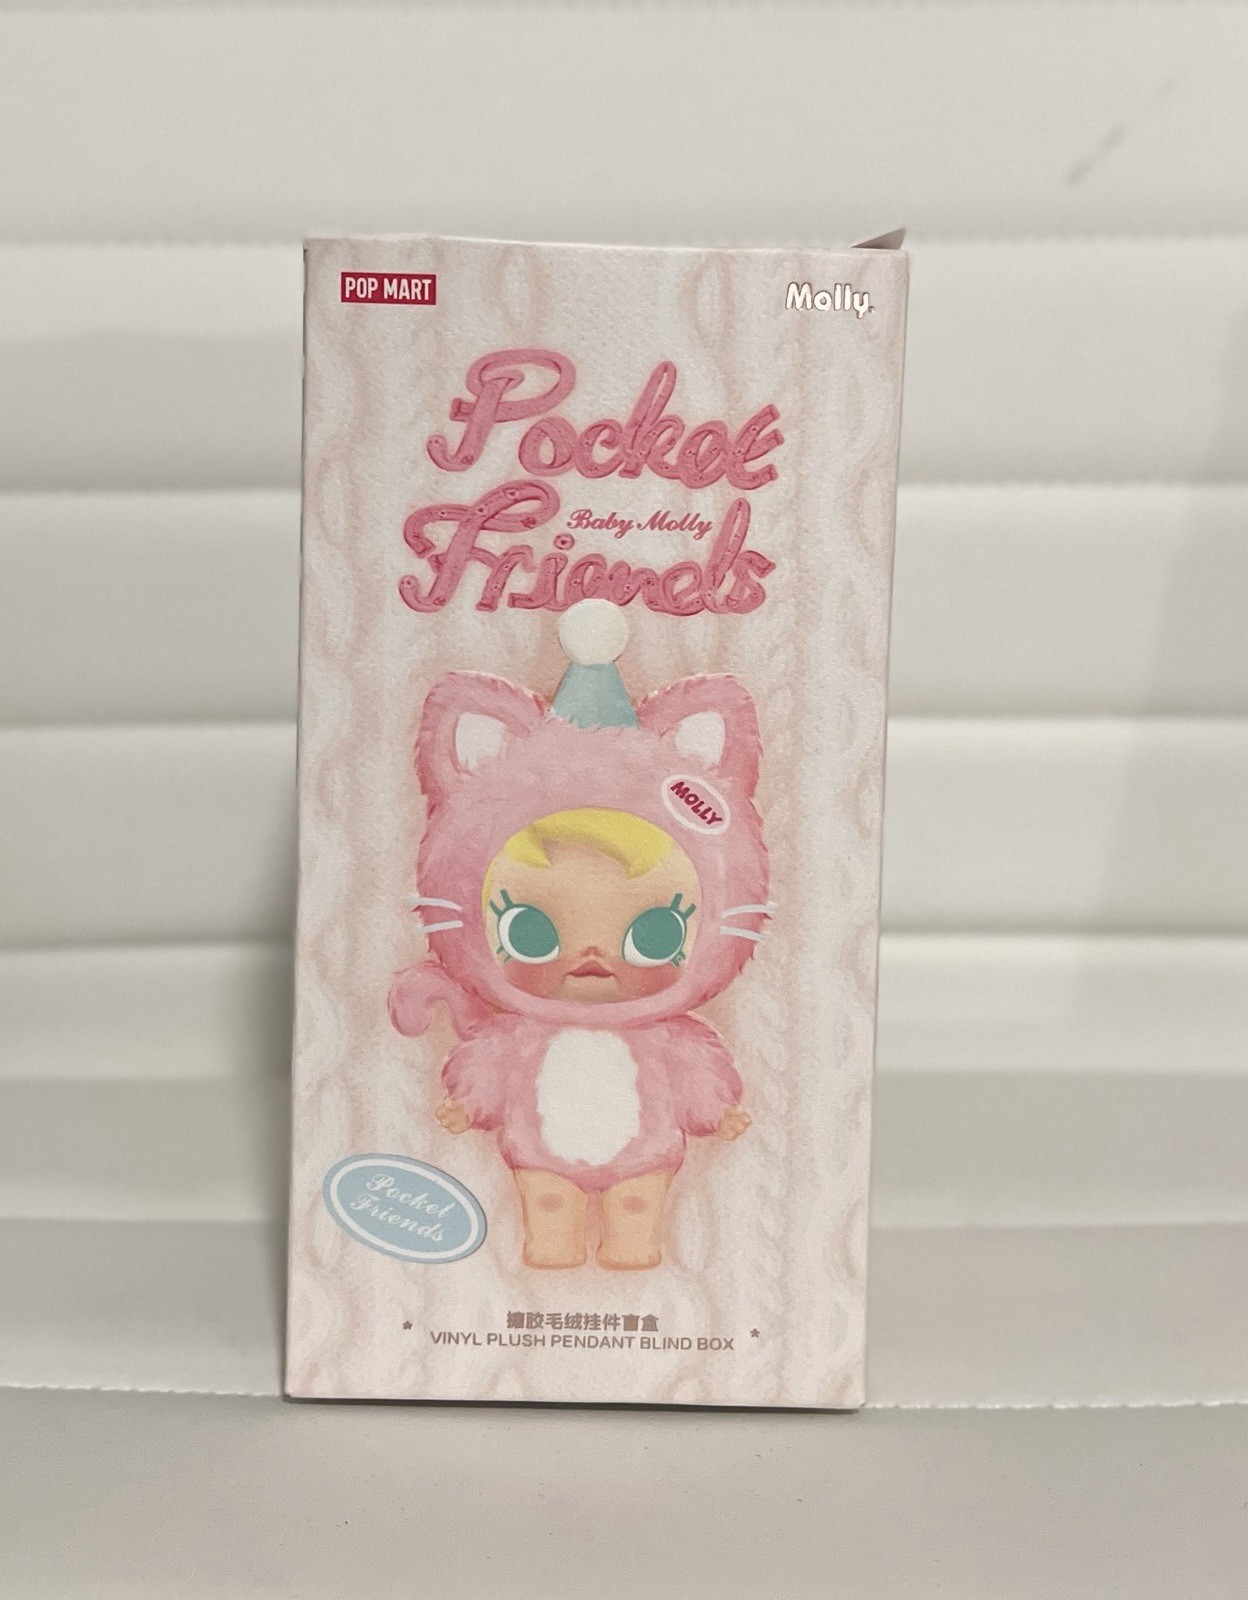 POP MART
Molly
Pocket
Friends
Baby Molly
MOLLY
Pocket
Friends
搪胶毛绒挂件盲盒
* VINYL PLUSH PENDANT BLIND BOX *